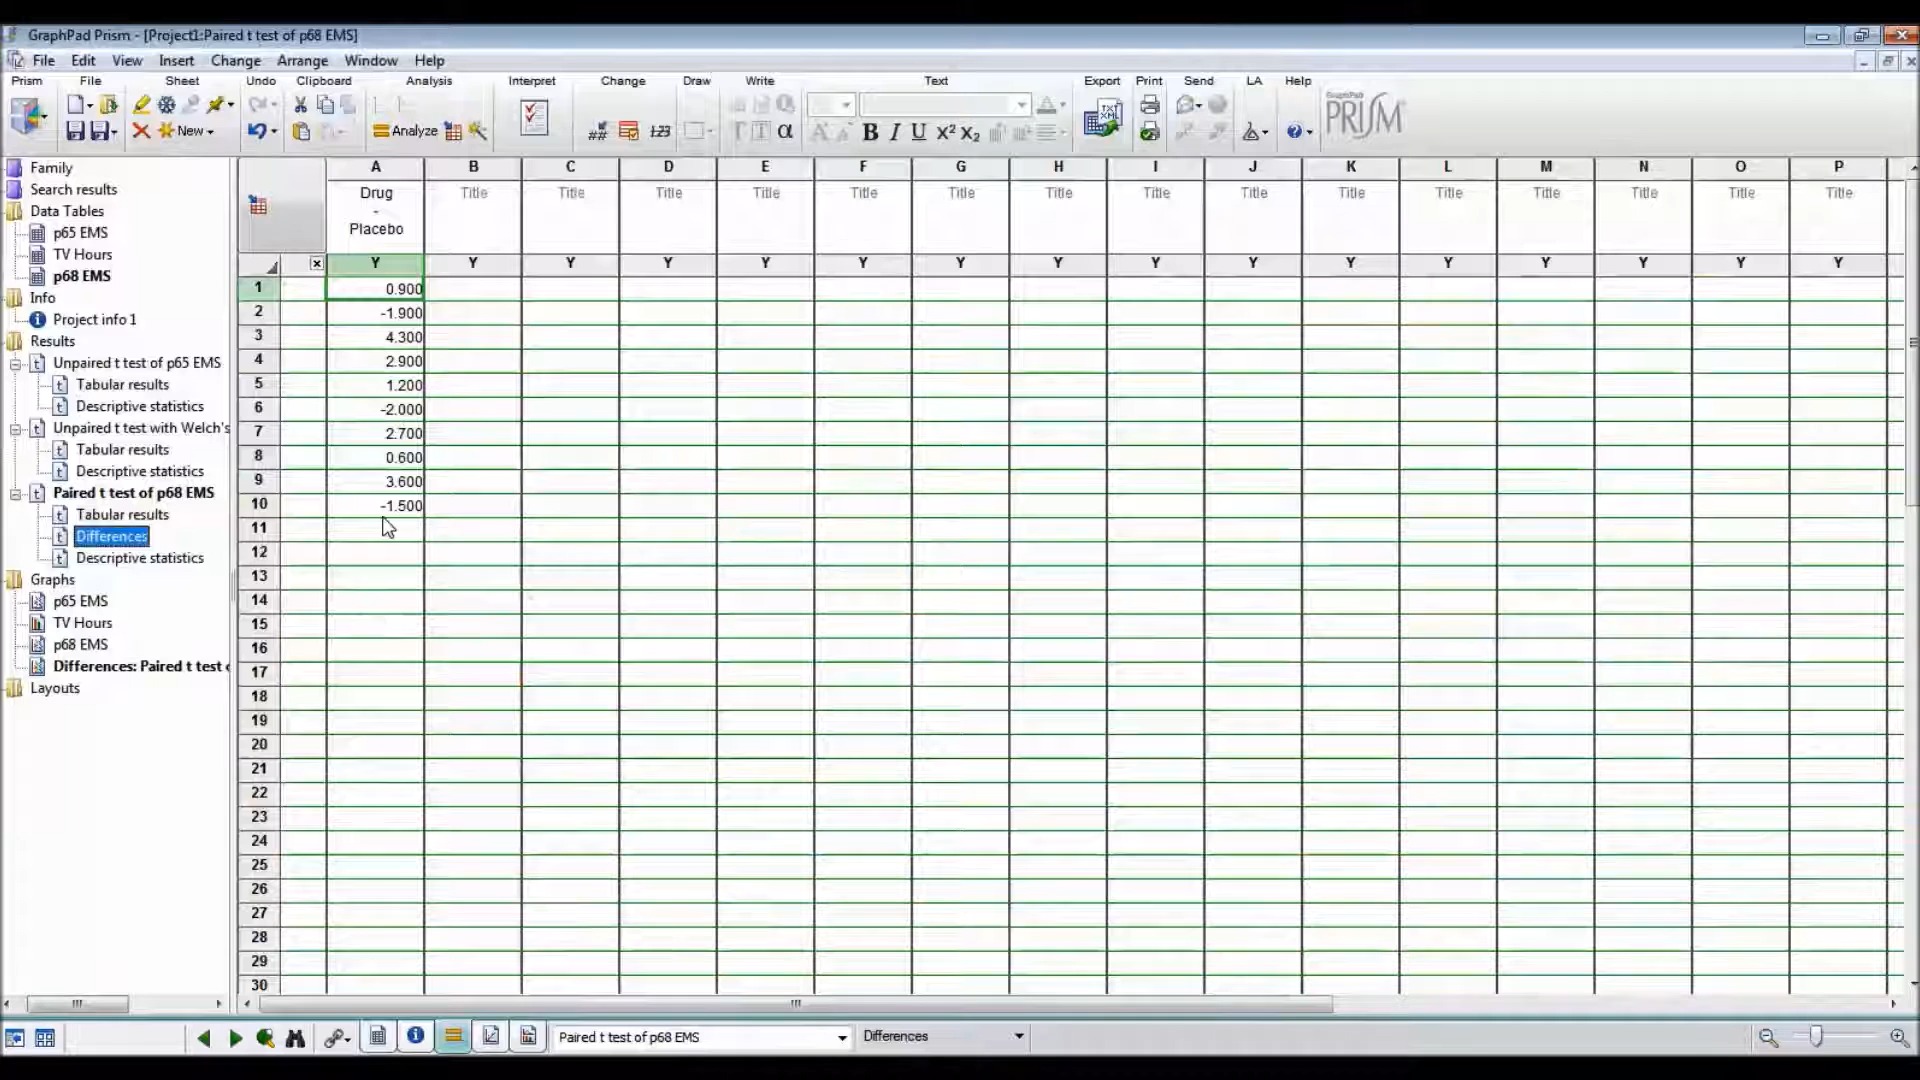 GraphPad Prism - [Project1:Paired t test of p68 EMS]
File Edit View Insert Change Arrange Window Help
Prism File Sheet Undo Clipboard Analysis Interpret Change Draw Write Text Export Print Send LA Help
New
Analyze
B I U X² X₂
TXT XML
GraphPad PRISM
Family
Search results
Data Tables
p65 EMS
TV Hours
p68 EMS
Info
Project info 1
Results
Unpaired t test of p65 EMS
Tabular results
Descriptive statistics
Unpaired t test with Welch's
Tabular results
Descriptive statistics
Paired t test of p68 EMS
Tabular results
Differences
Descriptive statistics
Graphs
p65 EMS
TV Hours
p68 EMS
Differences: Paired t test
Layouts
A B C D E F G H I J K L M N O P
Drug - Placebo
Title Title Title Title Title Title Title Title Title Title Title Title Title Title Title
Y Y Y Y Y Y Y Y Y Y Y Y Y Y Y Y
1 0.900
2 -1.900
3 4.300
4 2.900
5 1.200
6 -2.000
7 2.700
8 0.600
9 3.600
10 -1.500
11
12
13
14
15
16
17
18
19
20
21
22
23
24
25
26
27
28
29
30
Paired t test of p68 EMS Differences